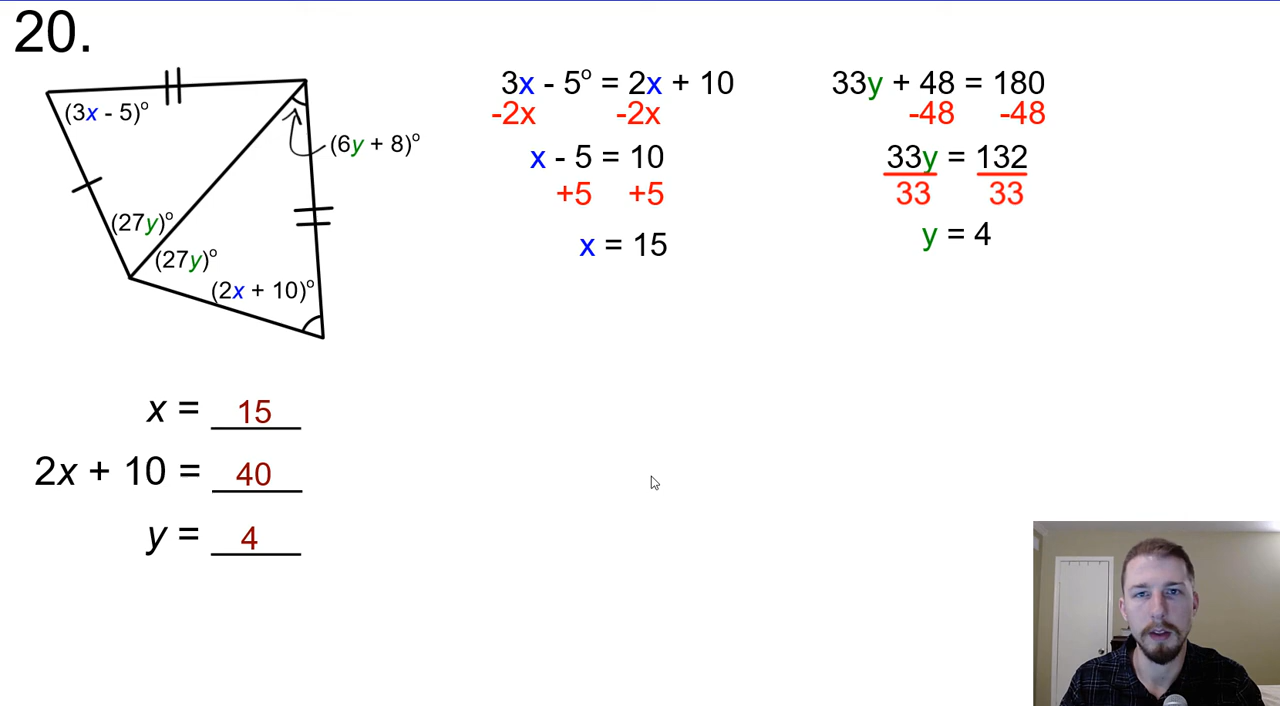 20.
(3x - 5)º
(6y + 8)º
(27y)º
(27y)º
(2x + 10)º
3x - 5º = 2x + 10
-2x -2x
x - 5 = 10
+5 +5
x = 15
33y + 48 = 180
-48 -48
33y = 132
33 33
y = 4
x = 15
2x + 10 = 40
y = 4